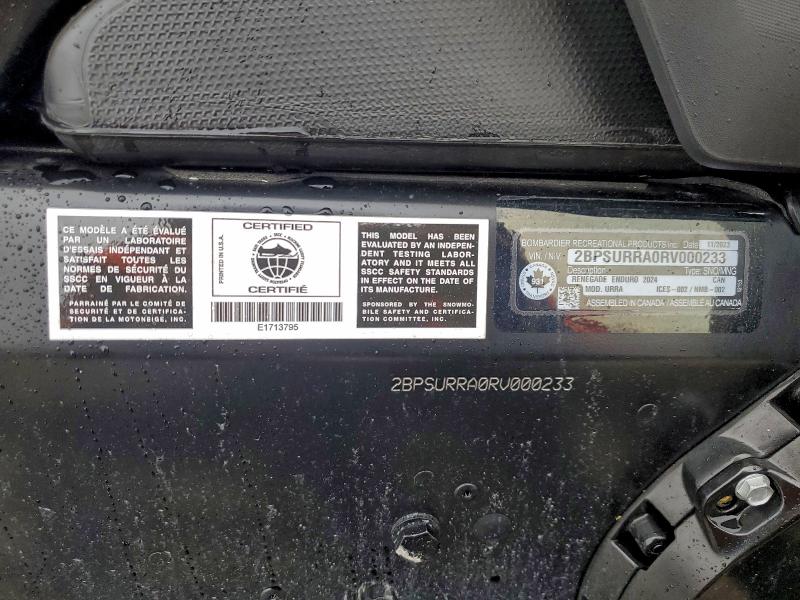 CE MODÈLE A ÉTÉ ÉVALUÉ
PAR UN LABORATOIRE
D'ESSAIS INDÉPENDANT ET
SATISFAIT TOUTES LES
NORMES DE SÉCURITÉ DU
SSCC EN VIGUEUR À LA
DATE DE FABRICATION.
PARRAINÉ PAR LE COMITÉ DE
SÉCURITÉ ET DE CERTIFICATION
DE LA MOTONEIGE, INC.
PRINTED IN U.S.A.
CERTIFIED
CERTIFIÉ
E1713795
THIS MODEL HAS BEEN
EVALUATED BY AN INDEPEN-
DENT TESTING LABOR-
ATORY AND IT MEETS ALL
SSCC SAFETY STANDARDS
IN EFFECT ON THE DATE OF
ITS MANUFACTURE.
SPONSORED BY THE SNOWMO-
BILE SAFETY AND CERTIFICA-
TION COMMITTEE, INC.
BOMBARDIER RECREATIONAL PRODUCTS Inc. Date 11/2023
VIN / NIV 2BPSURRA0RV000233
Description Type: SNO/MNG
RENEGADE ENDURO 2024 CAN
931 MOD. URRA ICES-002 / NMB-002
ASSEMBLED IN CANADA / ASSEMBLÉ AU CANADA
2BPSURRA0RV000233